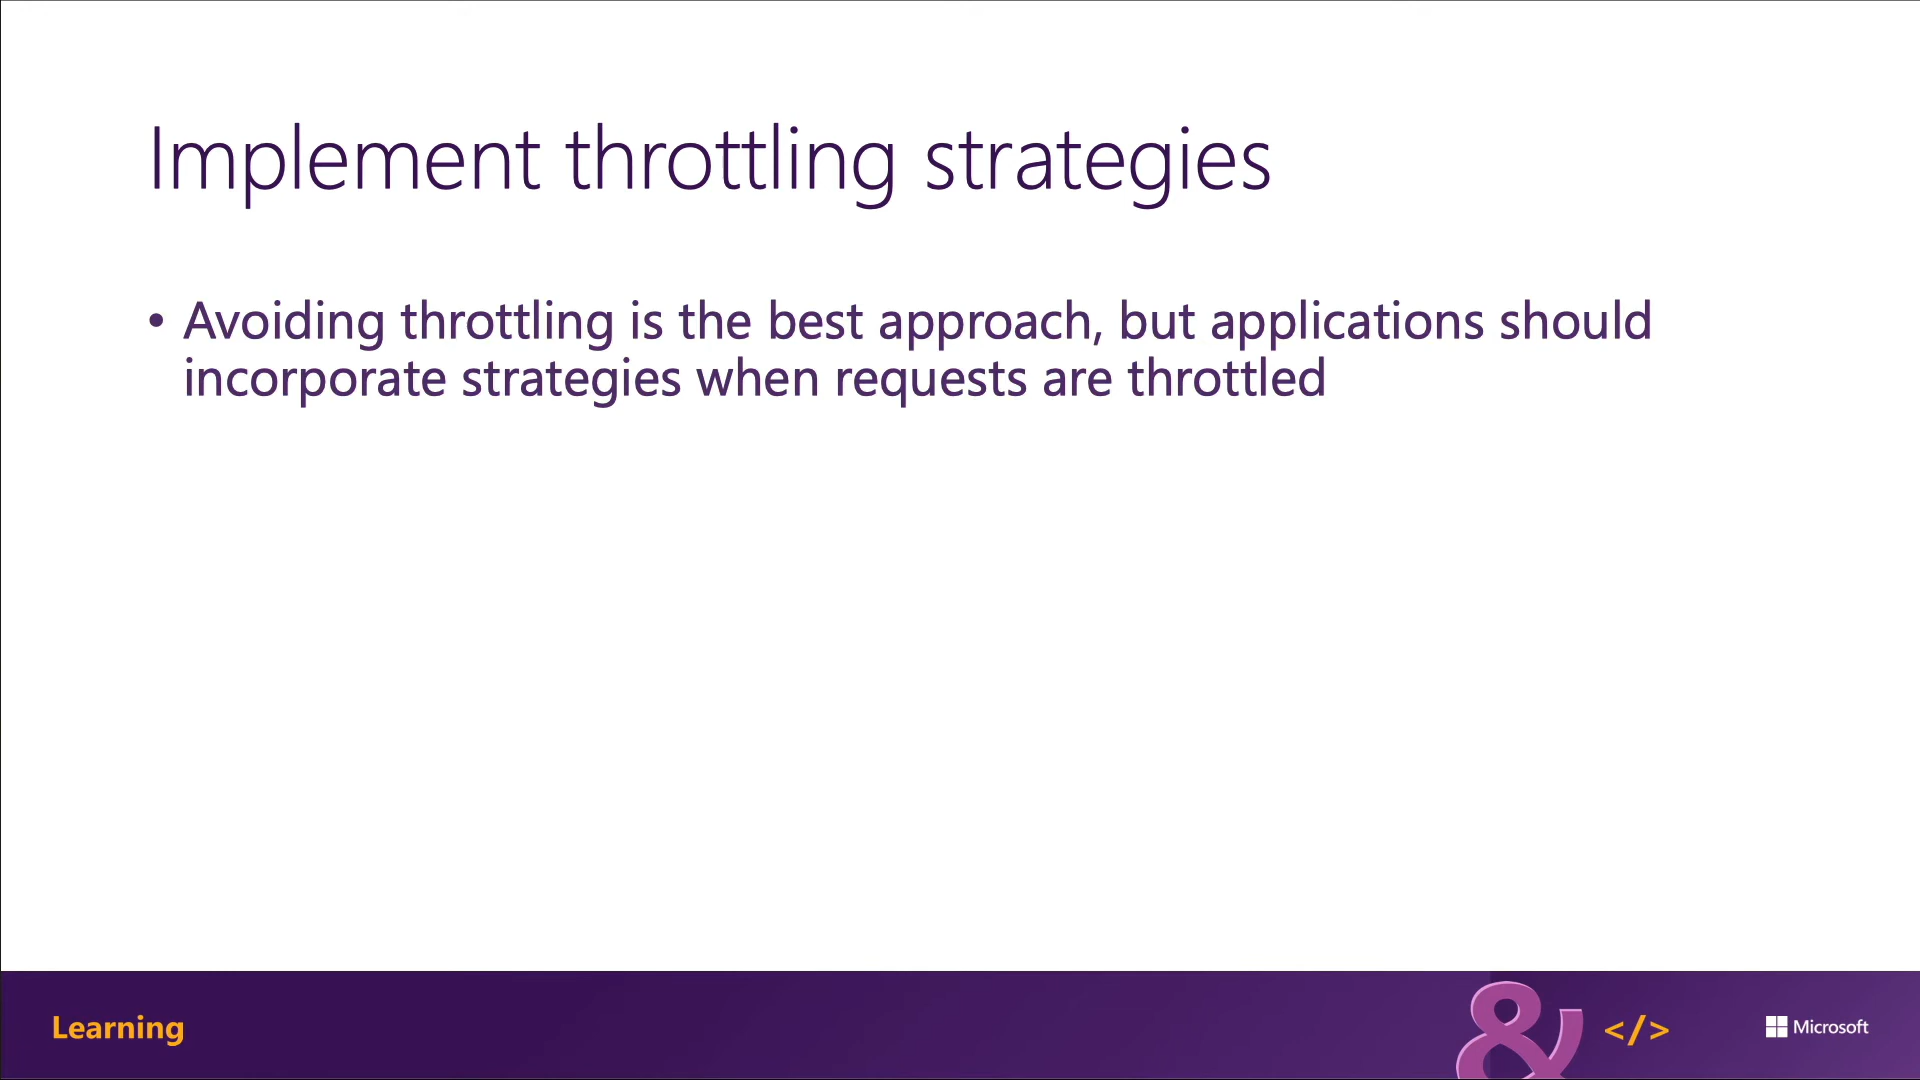 Implement throttling strategies
• Avoiding throttling is the best approach, but applications should
incorporate strategies when requests are throttled
Learning
& </>
Microsoft